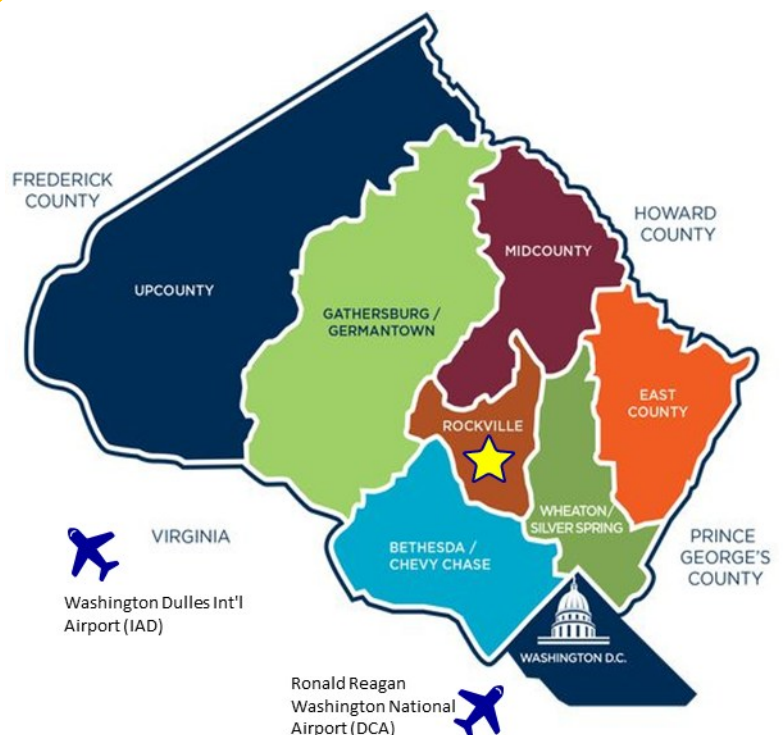 FREDERICK
COUNTY
HOWARD
COUNTY
MIDCOUNTY
UPCOUNTY
GATHERSBURG /
GERMANTOWN
EAST
COUNTY
ROCKVILLE
WHEATON/
SILVER SPRING
VIRGINIA
PRINCE
GEORGE'S
COUNTY
BETHESDA /
CHEVY CHASE
Washington Dulles Int'l
Airport (IAD)
WASHINGTON D.C.
Ronald Reagan
Washington National
Airport (DCA)